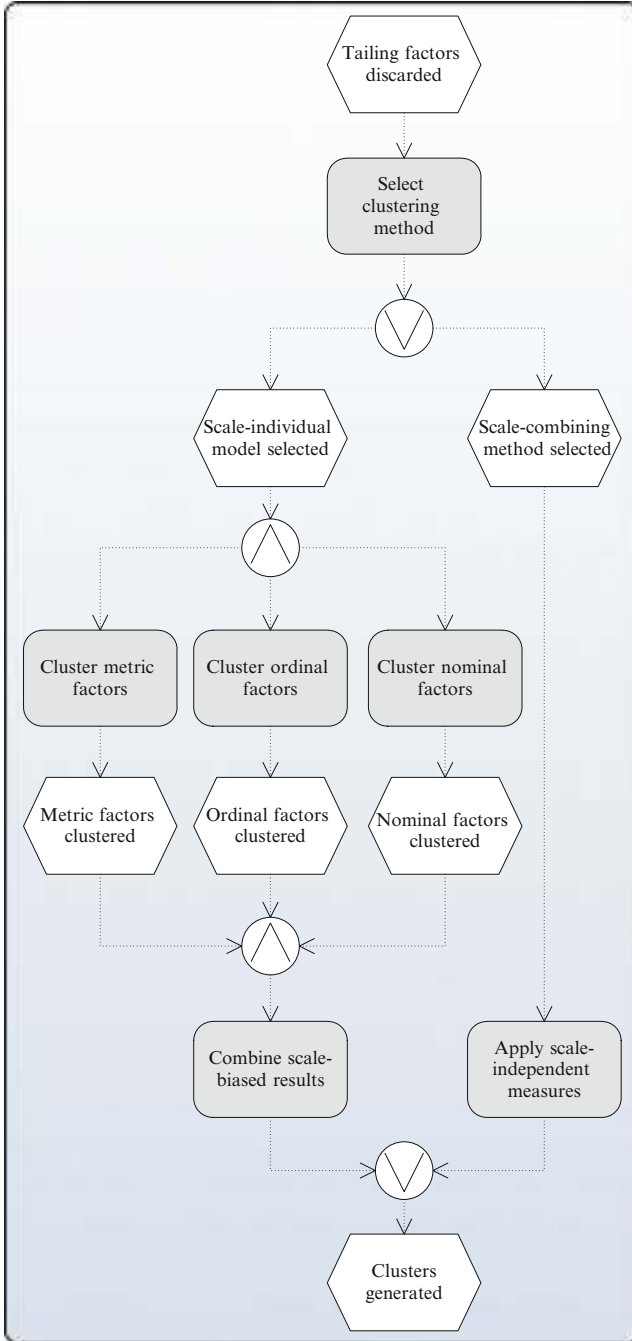 Tailing factors
discarded
Select
clustering
method
Scale-individual
model selected
Scale-combining
method selected
Cluster metric
factors
Cluster ordinal
factors
Cluster nominal
factors
Metric factors
clustered
Ordinal factors
clustered
Nominal factors
clustered
Combine scale-
biased results
Apply scale-
independent
measures
Clusters
generated